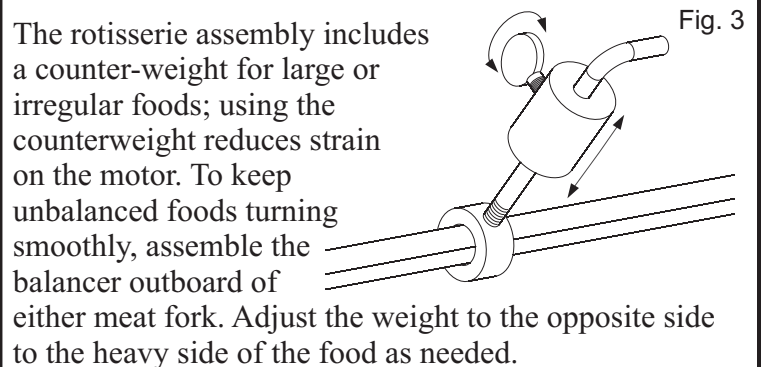 Fig. 3
The rotisserie assembly includes
a counter-weight for large or
irregular foods; using the
counterweight reduces strain
on the motor. To keep
unbalanced foods turning
smoothly, assemble the
balancer outboard of
either meat fork. Adjust the weight to the opposite side
to the heavy side of the food as needed.